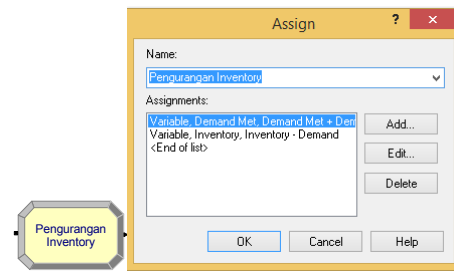 Assign
?
×
Name:
Pengurangan Inventory
Assignments:
Variable, Demand Met, Demand Met + Den
Variable, Inventory, Inventory - Demand
<End of list>
Add...
Edit...
Delete
OK
Cancel
Help
Pengurangan
Inventory